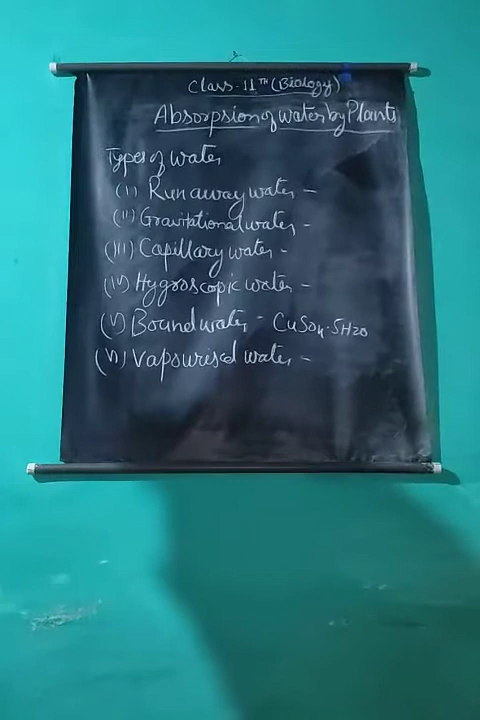 Class-11TH (Biology)
Absorpsion of water by Plants
Types of water
(I) Run away water -
(II) Gravitational water -
(III) Capillary water -
(IV) Hygroscopic water -
(V) Bound water - CuSO4.5H2O
(VI) Vapourised water -